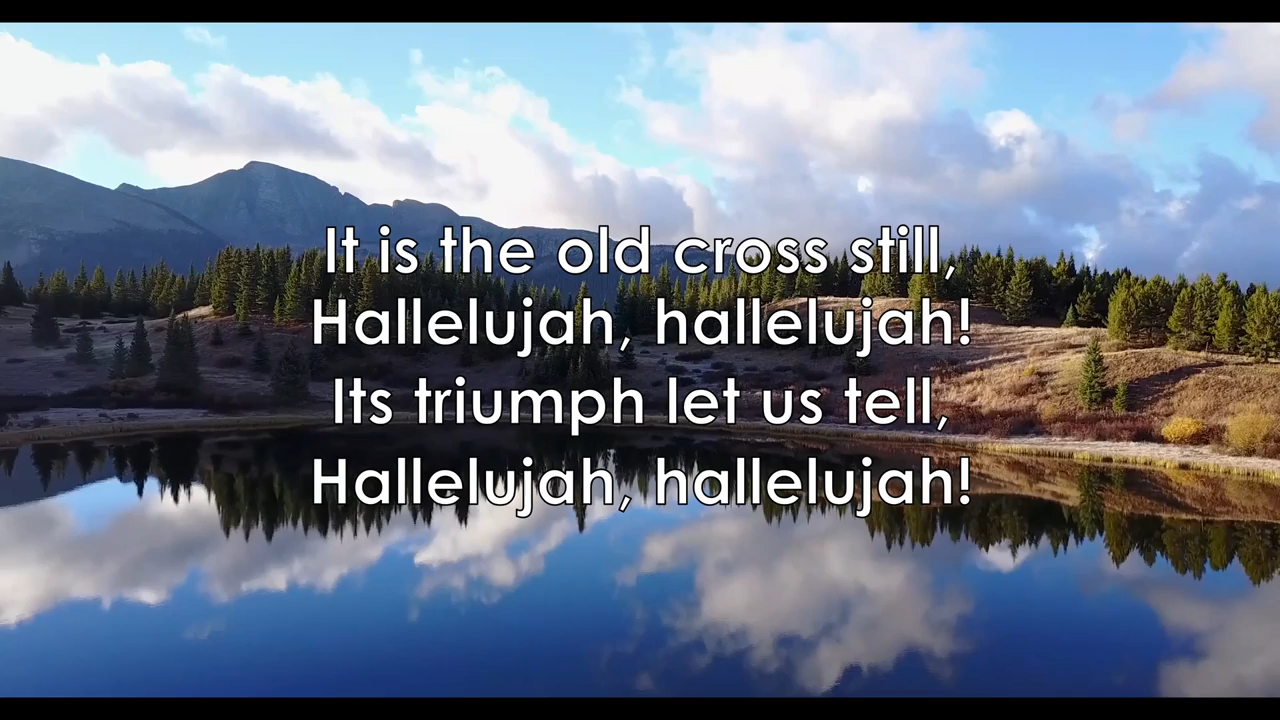 It is the old cross still,
Hallelujah, hallelujah!
Its triumph let us tell,
Hallelujah, hallelujah!